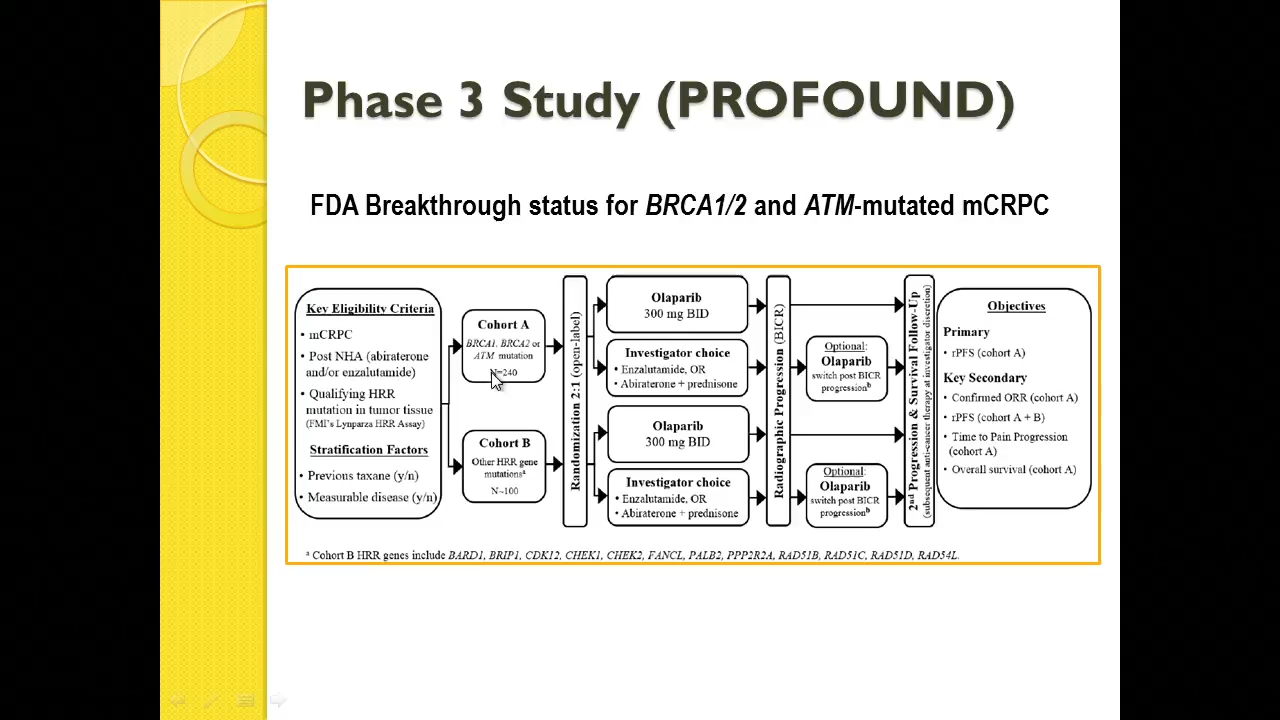 Phase 3 Study (PROFOUND)
FDA Breakthrough status for BRCA1/2 and ATM-mutated mCRPC
Key Eligibility Criteria
• mCRPC
• Post NHA (abiraterone
and/or enzalutamide)
• Qualifying HRR
mutation in tumor tissue
(FMI's Lynparza HRR Assay)
Stratification Factors
• Previous taxane (y/n)
• Measurable disease (y/n)
Cohort A
BRCA1, BRCA2 or
ATM mutation
N=240
Cohort B
Other HRR gene
mutationsª
N~100
Randomization 2:1 (open-label)
Olaparib
300 mg BID
Investigator choice
• Enzalutamide, OR
• Abiraterone + prednisone
Olaparib
300 mg BID
Investigator choice
• Enzalutamide, OR
• Abiraterone + prednisone
Radiographic Progression (BICR)
Optional:
Olaparib
switch post BICR
progressionᵇ
Optional:
Olaparib
switch post BICR
progressionᵇ
2nd Progression & Survival Follow-Up
(subsequent anti-cancer therapy at investigator discretion)
Objectives
Primary
• rPFS (cohort A)
Key Secondary
• Confirmed ORR (cohort A)
• rPFS (cohort A + B)
• Time to Pain Progression
(cohort A)
• Overall survival (cohort A)
ª Cohort B HRR genes include BARD1, BRIP1, CDK12, CHEK1, CHEK2, FANCL, PALB2, PPP2R2A, RAD51B, RAD51C, RAD51D, RAD54L.